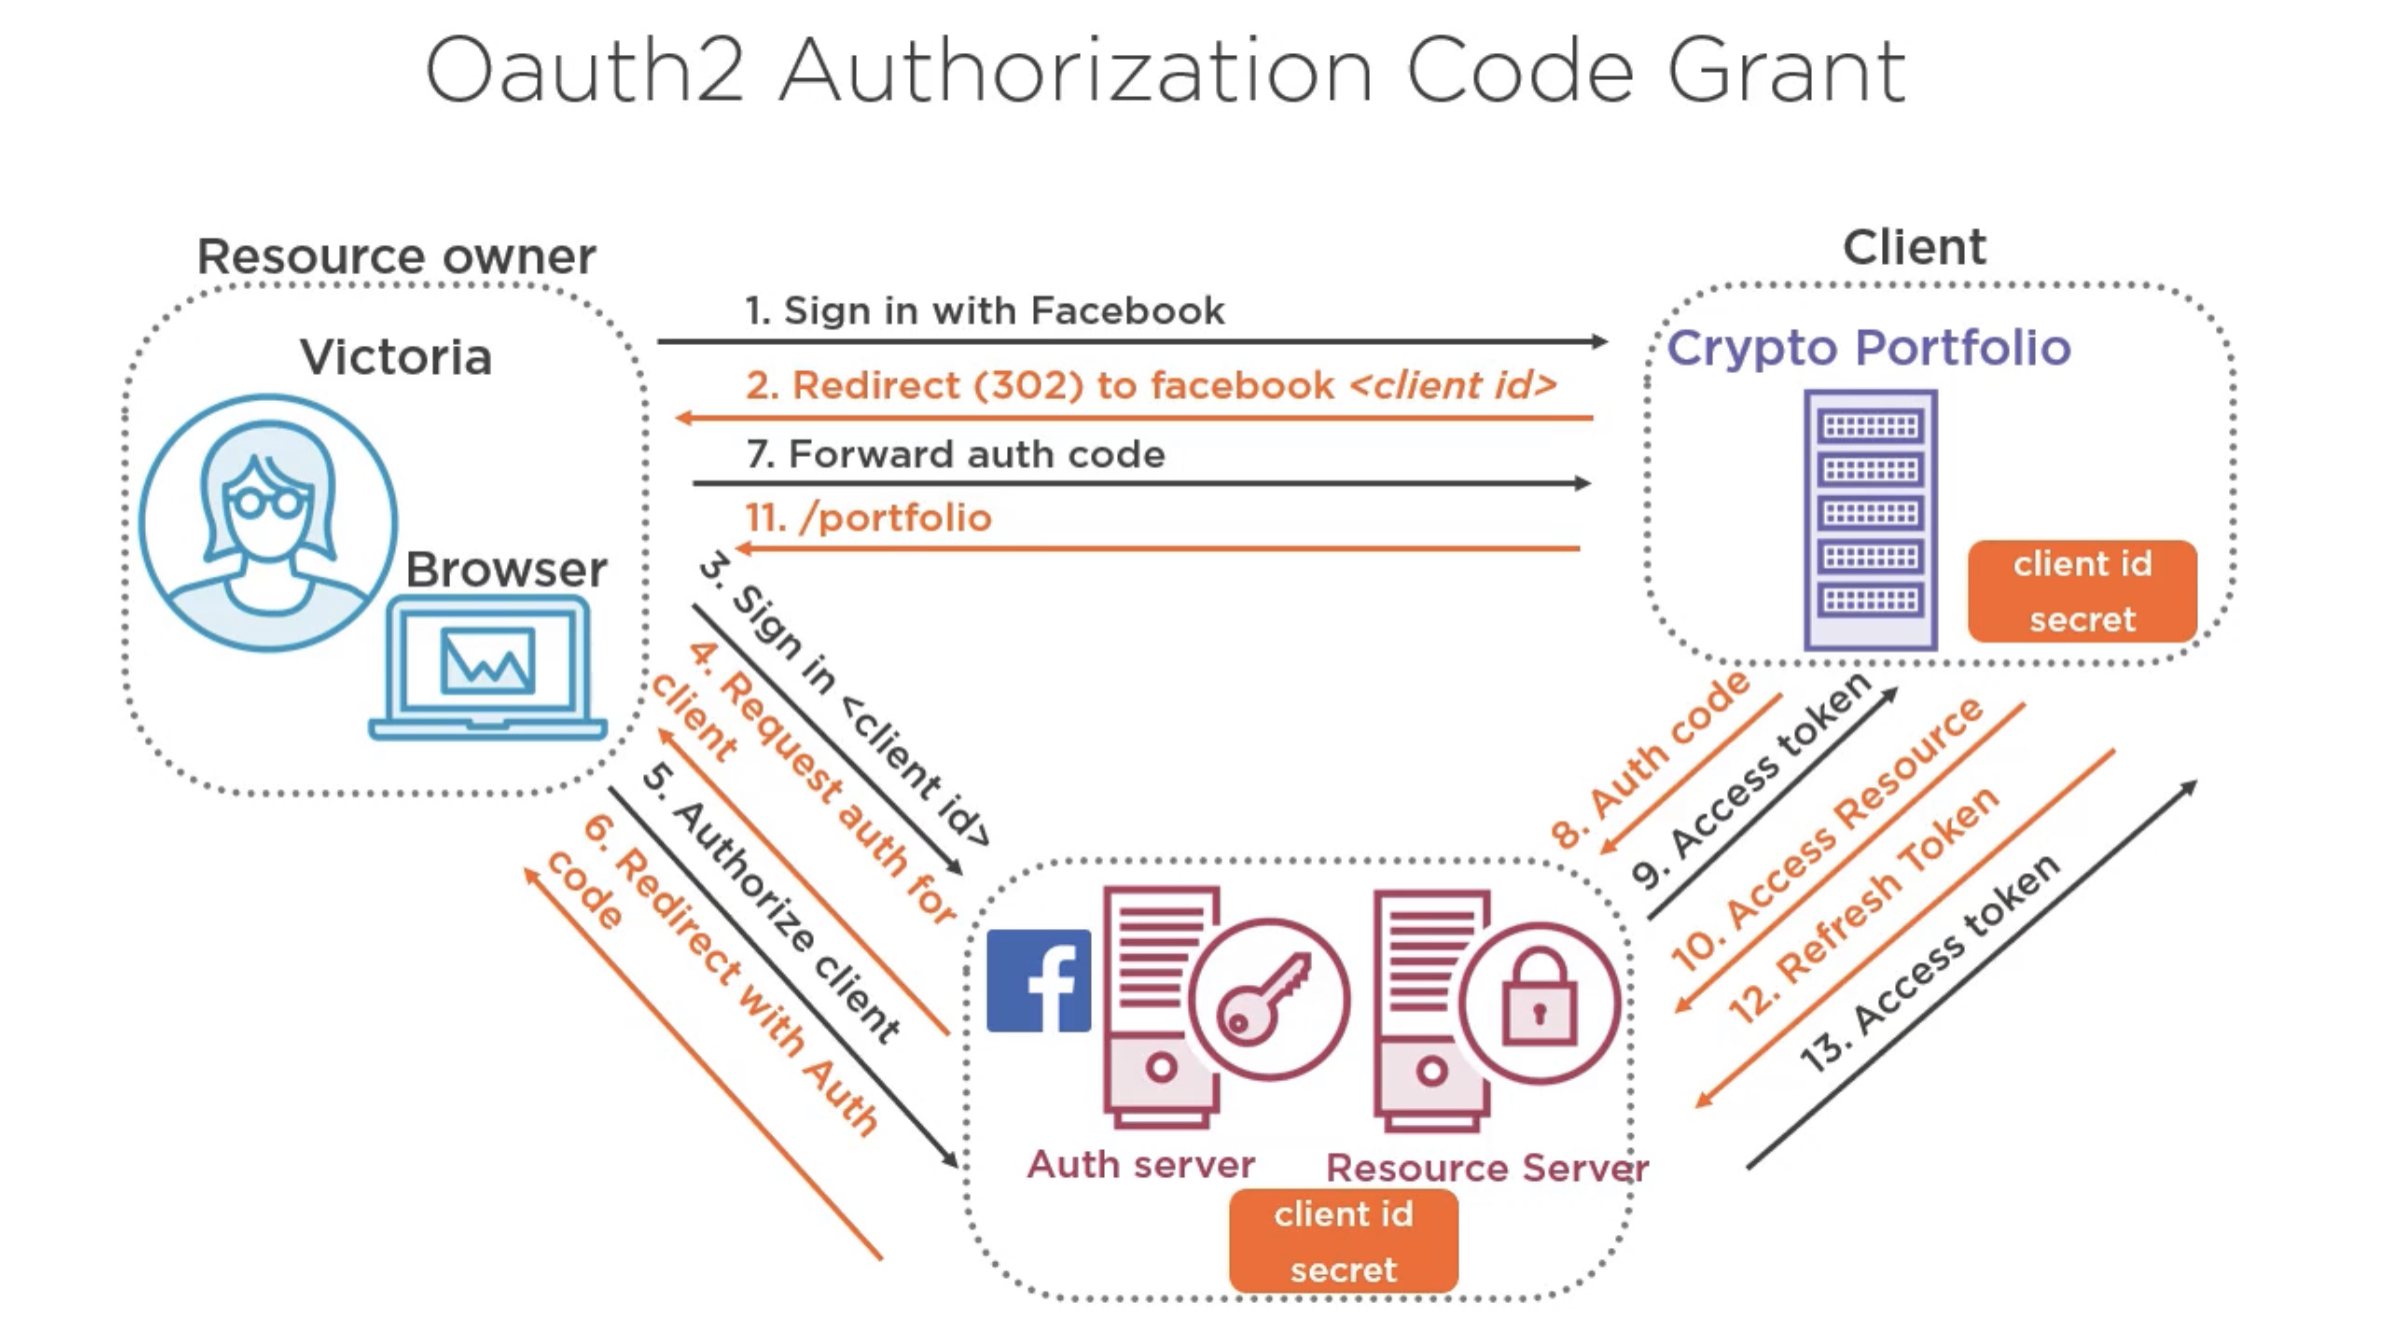 Oauth2 Authorization Code Grant
Resource owner
Victoria
Browser
Client
Crypto Portfolio
client id
secret
1. Sign in with Facebook
2. Redirect (302) to facebook <client id>
7. Forward auth code
11. /portfolio
3. Sign in <client id>
4. Request auth for
client
5. Authorize client
6. Redirect with Auth
code
8. Auth code
9. Access token
10. Access Resource
12. Refresh Token
13. Access token
f
Auth server
Resource Server
client id
secret